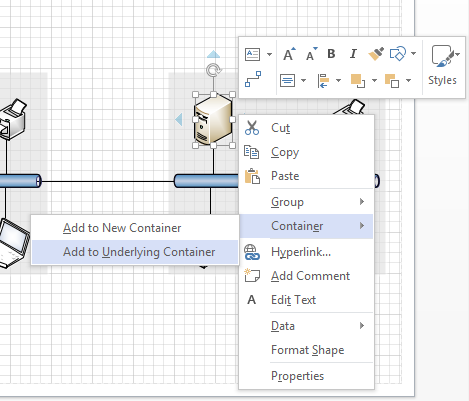 A
A
B
I
Styles
Cut
Copy
Paste
Group
Container
Add to New Container
Add to Underlying Container
Hyperlink...
Add Comment
A Edit Text
Data
Format Shape
Properties